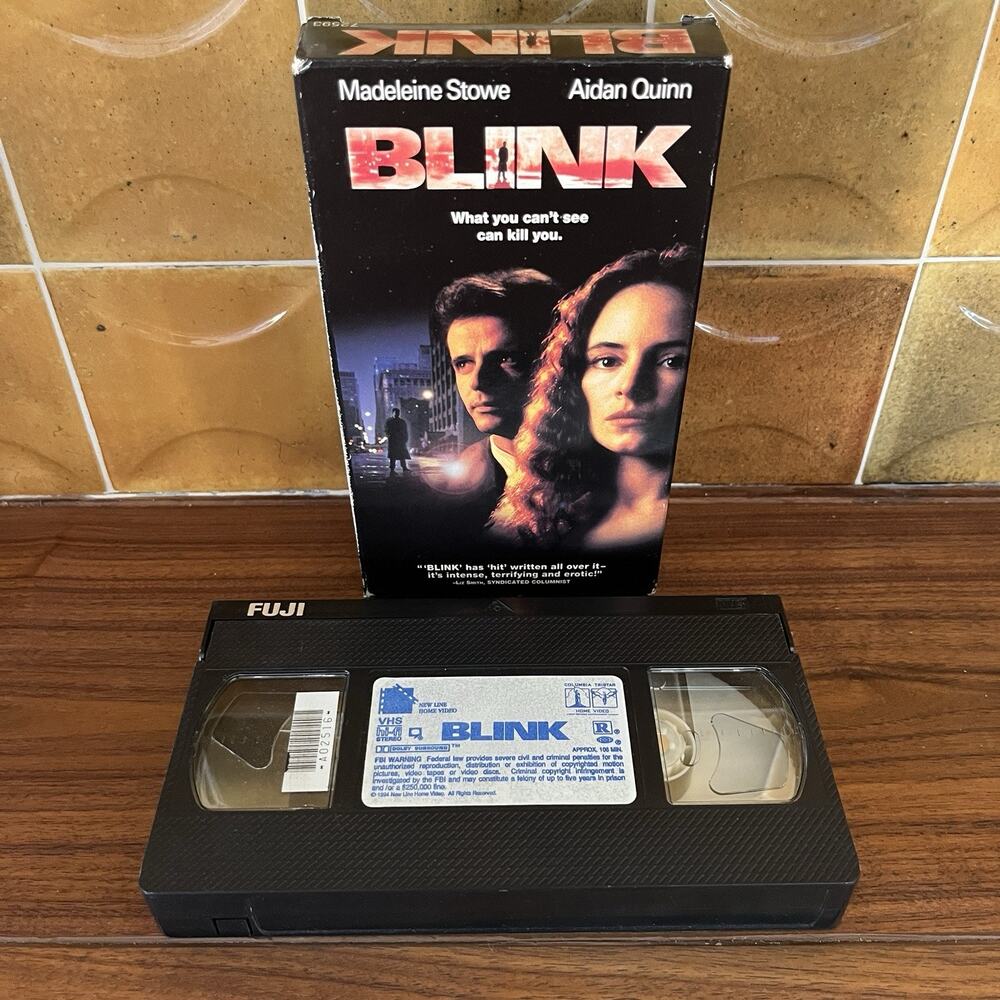 BLINK
Madeleine Stowe Aidan Quinn
BLINK
What you can't see
can kill you.
"'BLINK' has 'hit' written all over it–
it's intense, terrifying and erotic!"
-LIZ SMITH, SYNDICATED COLUMNIST
FUJI
VHS
*A02516*
NEW LINE
HOME VIDEO
COLUMBIA TRISTAR
HOME VIDEO
VHS
hi-fi
STEREO
BLINK
R
DOLBY SURROUND TM
APPROX. 106 MIN.
FBI WARNING Federal law provides severe civil and criminal penalties for the
unauthorized reproduction, distribution or exhibition of copyrighted motion
pictures, video tapes or video discs. Criminal copyright infringement is
investigated by the FBI and may constitute a felony of up to five years in prison
and /or a $250,000 fine.
© 1994 New Line Home Video. All Rights Reserved.